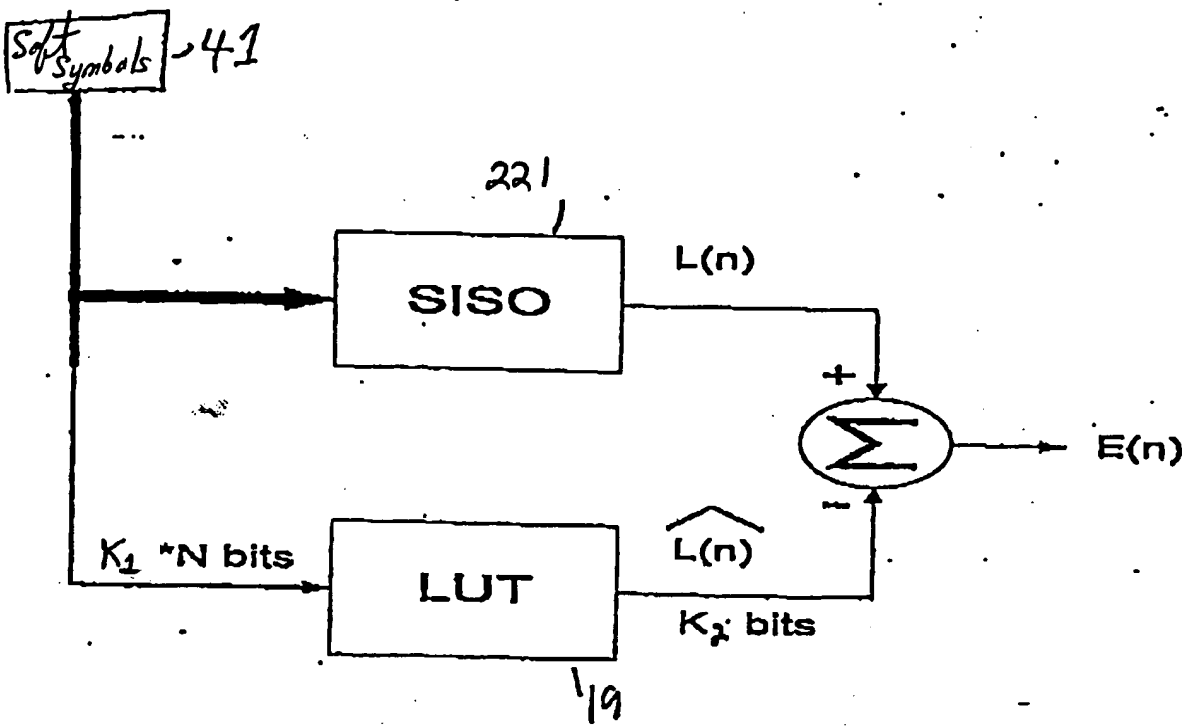 Soft
Symbols 41
221
SISO
L(n)
+
Σ
E(n)
-
K1 *N bits
LUT
L(n)
K2 bits
19